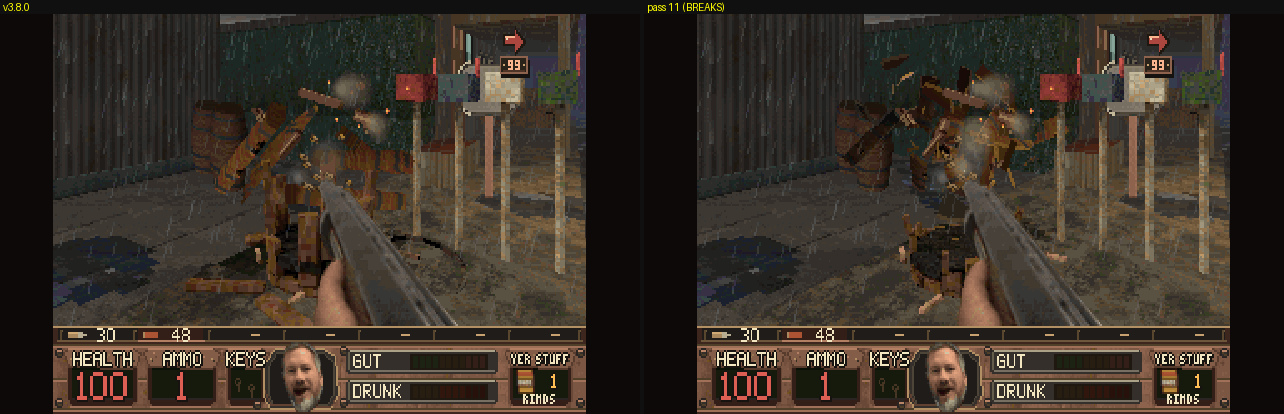 v3.8.0
pass 11 (BREAKS)
99
99
30 48
30 48
HEALTH AMMO KEYS GUT YER STUFF
100 1 DRUNK 1
RINDS
HEALTH AMMO KEYS GUT YER STUFF
100 1 DRUNK 1
RINDS